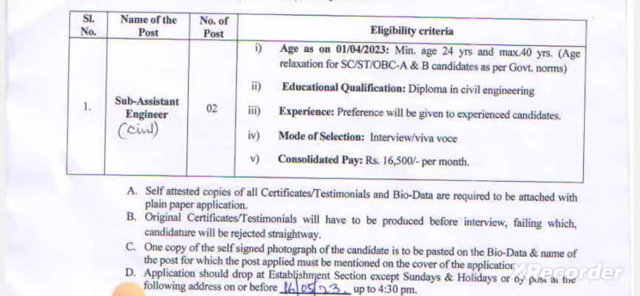 Sl. No. Name of the Post No. of Post Eligibility criteria
i) Age as on 01/04/2023: Min. age 24 yrs and max.40 yrs. (Age
relaxation for SC/ST/OBC-A & B candidates as per Govt. norms)
ii) Educational Qualification: Diploma in civil engineering
1. Sub-Assistant Engineer (Civil) 02
iii) Experience: Preference will be given to experienced candidates.
iv) Mode of Selection: Interview/viva voce
v) Consolidated Pay: Rs. 16,500/- per month.
A. Self attested copies of all Certificates/Testimonials and Bio-Data are required to be attached with
plain paper application.
B. Original Certificates/Testimonials will have to be produced before interview, failing which,
candidature will be rejected straightway.
C. One copy of the self signed photograph of the candidate is to be pasted on the Bio-Data & name of
the post for which the post applied must be mentioned on the cover of the application
D. Application should drop at Establishment Section except Sundays & Holidays or by post at the
following address on or before 16/05/23 up to 4:30 pm.
XRecorder